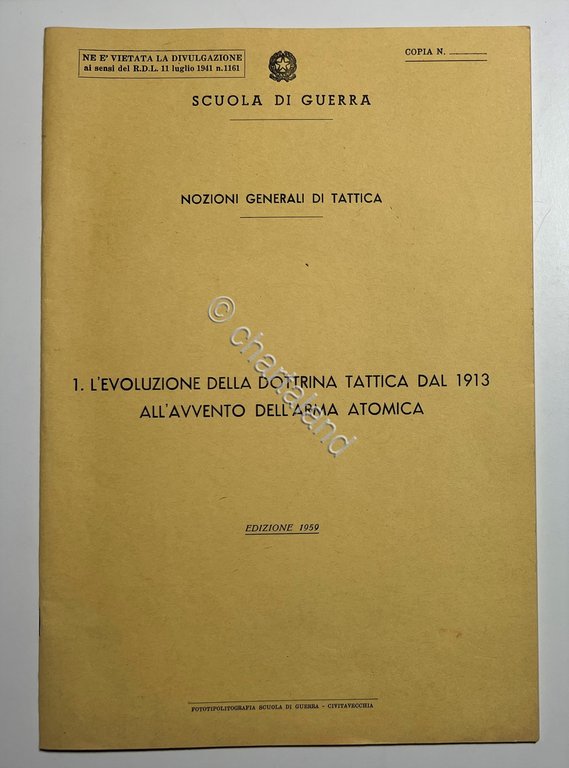 NE E' VIETATA LA DIVULGAZIONE
ai sensi del R.D.L. 11 luglio 1941 n.1161
COPIA N.
SCUOLA DI GUERRA
NOZIONI GENERALI DI TATTICA
© chartaland
1. L'EVOLUZIONE DELLA DOTTRINA TATTICA DAL 1913
ALL'AVVENTO DELL'ARMA ATOMICA
EDIZIONE 1959
FOTOTIPOLITOGRAFIA SCUOLA DI GUERRA - CIVITAVECCHIA